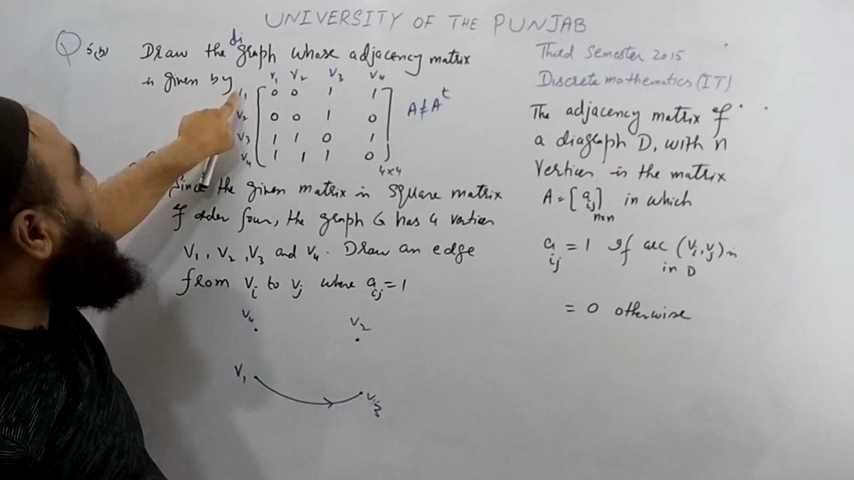 UNIVERSITY OF THE PUNJAB
Q 5(b) Draw the digraph whose adjacency matrix
is given by
V1 V2 V3 V4
V1 0 0 1 1
V2 0 0 1 0
V3 1 1 0 1
V4 1 1 1 0
4x4
A ≠ A^t
Since the given matrix is square matrix
of order four, the graph G has 4 vertices
V1, V2, V3 and V4. Draw an edge
from Vi to Vj where aij = 1
V4
V2
V1
V3
Third Semester 2015
Discrete mathematics (IT)
The adjacency matrix of
a diagraph D, with n
vertices is the matrix
A = [aij]nxn in which
aij = 1 if arc (Vi, Vj) is
in D
= 0 otherwise